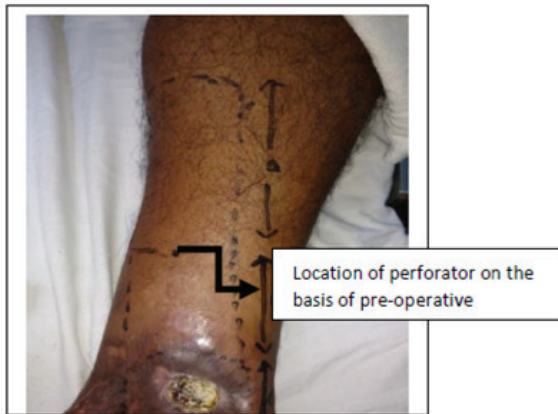 Location of perforator on the
basis of pre-operative